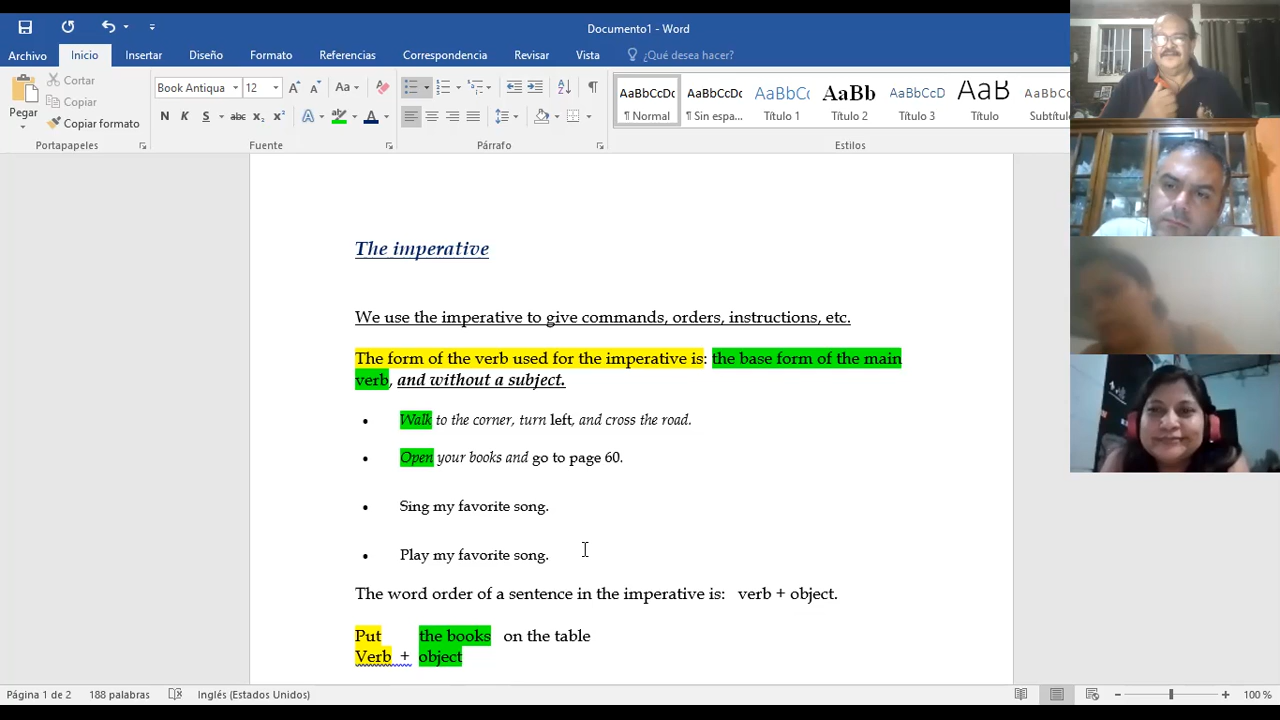 Documento1 - Word
Archivo Inicio Insertar Diseño Formato Referencias Correspondencia Revisar Vista ¿Qué desea hacer?
Pegar
Cortar
Copiar
Copiar formato
Portapapeles
Book Antiqua 12 Aa
N K S abc x₂ x² A A
Fuente
Párrafo
AaBbCcDc AaBbCcDc AaBbCc AaBb AaBbCcD AaB AaBbCcD
¶ Normal ¶ Sin espa... Título 1 Título 2 Título 3 Título Subtítul
Estilos
The imperative
We use the imperative to give commands, orders, instructions, etc.
The form of the verb used for the imperative is: the base form of the main
verb, and without a subject.
• Walk to the corner, turn left, and cross the road.
• Open your books and go to page 60.
• Sing my favorite song.
• Play my favorite song.
The word order of a sentence in the imperative is: verb + object.
Put the books on the table
Verb + object
Página 1 de 2 188 palabras Inglés (Estados Unidos) 100 %